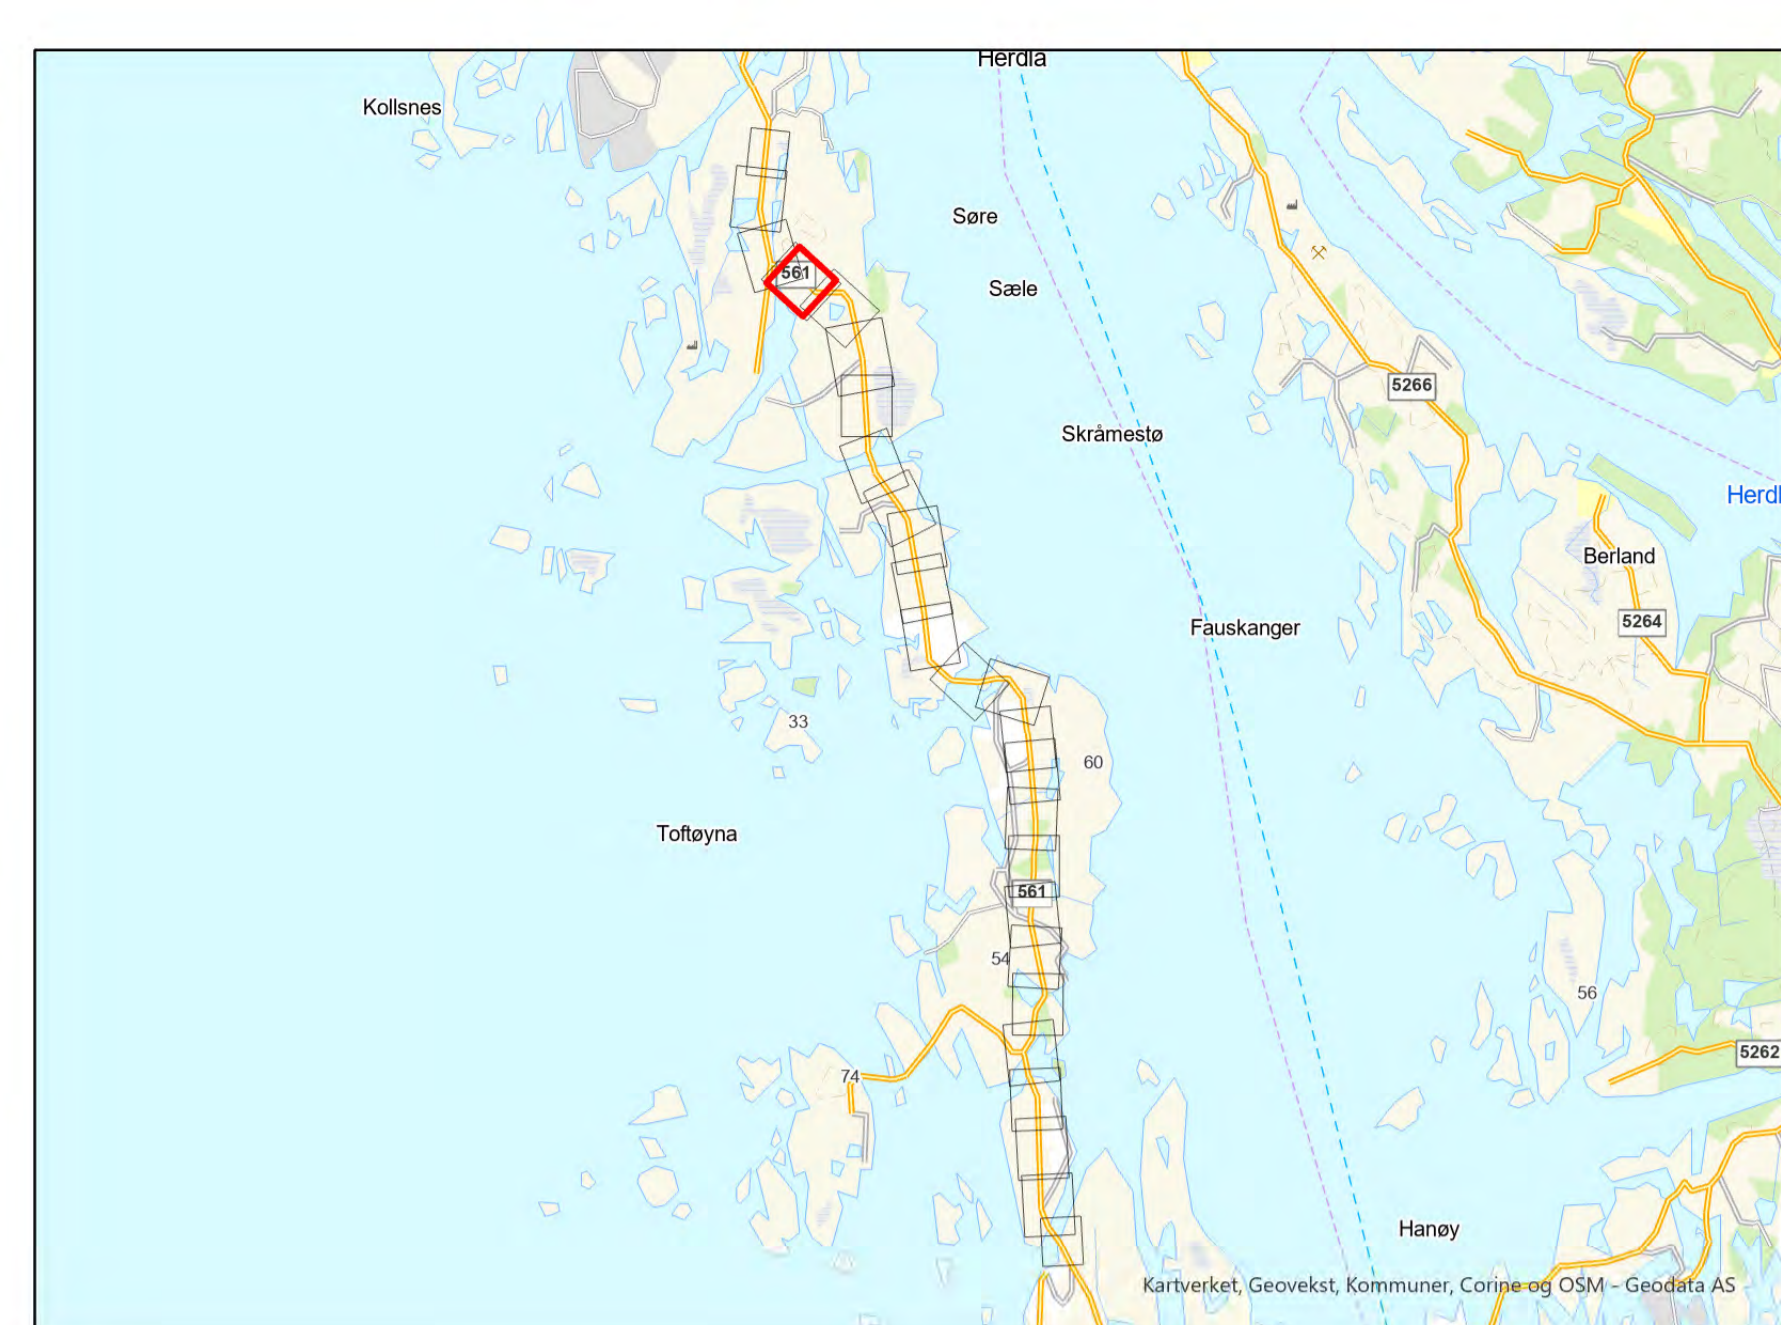 Herdla
Kollsnes
Søre
561
Sæle
5266
Skråmestø
Herdl
Berland
5264
Fauskanger
33
60
Toftøyna
561
54
56
5262
74
Hanøy
Kartverket, Geovekst, Kommuner, Corine og OSM - Geodata AS